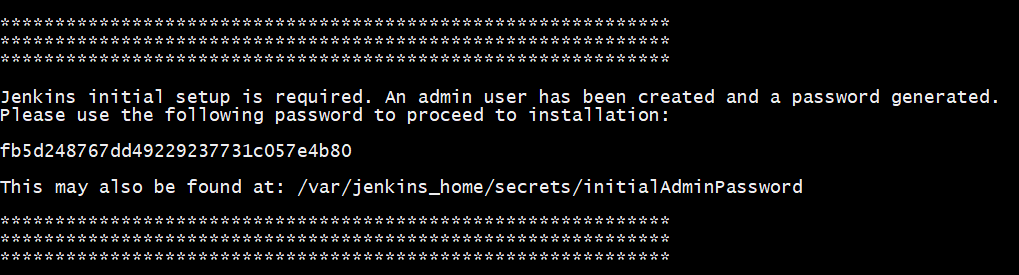 *************************************************************
*************************************************************
*************************************************************
Jenkins initial setup is required. An admin user has been created and a password generated.
Please use the following password to proceed to installation:
fb5d248767dd49229237731c057e4b80
This may also be found at: /var/jenkins_home/secrets/initialAdminPassword
*************************************************************
*************************************************************
*************************************************************